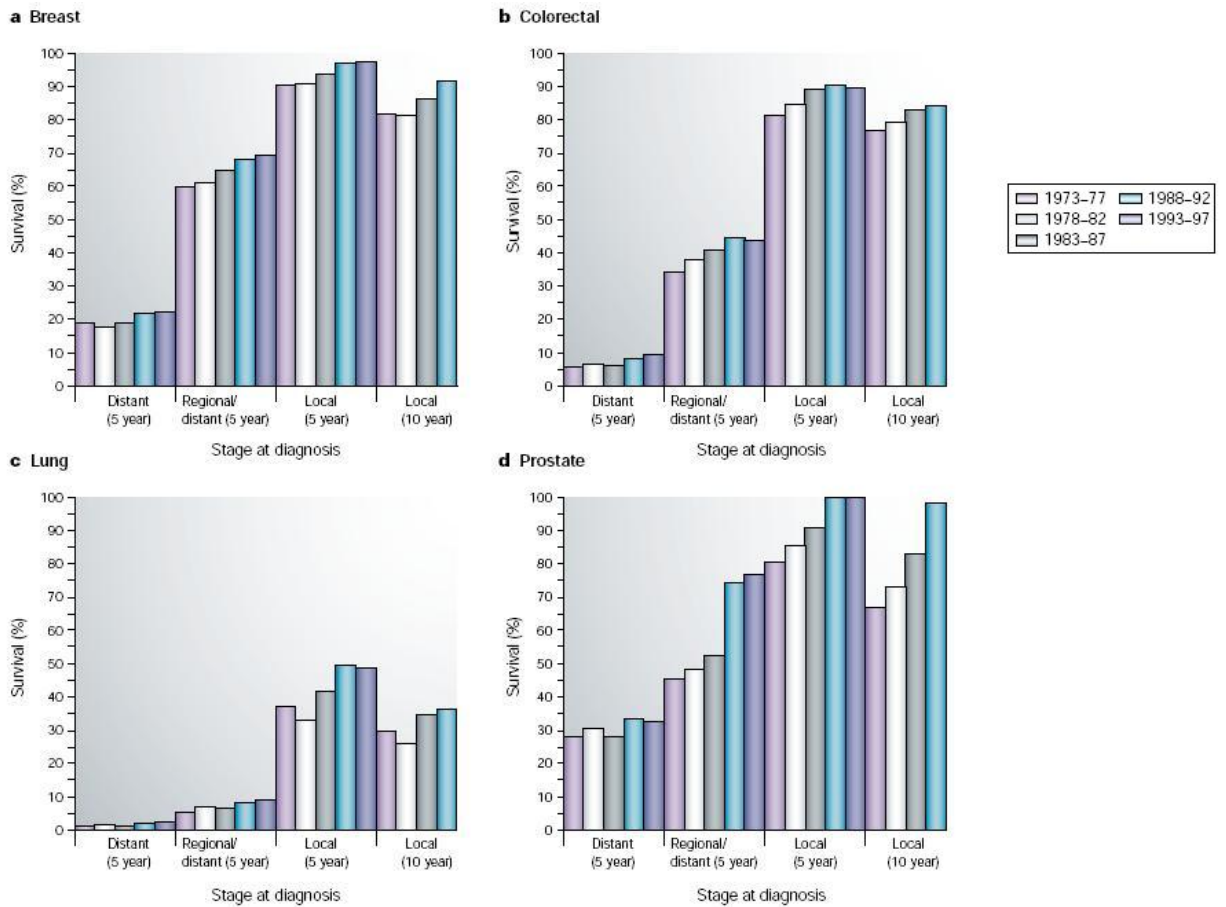 a Breast
100
90
80
70
60
50
40
30
20
10
0
Survival (%)
Distant
(5 year)
Regional/
distant (5 year)
Local
(5 year)
Local
(10 year)
Stage at diagnosis
b Colorectal
100
90
80
70
60
50
40
30
20
10
0
Survival (%)
Distant
(5 year)
Regional/
distant (5 year)
Local
(5 year)
Local
(10 year)
Stage at diagnosis
1973–77
1978–82
1983–87
1988–92
1993–97
c Lung
100
90
80
70
60
50
40
30
20
10
0
Survival (%)
Distant
(5 year)
Regional/
distant (5 year)
Local
(5 year)
Local
(10 year)
Stage at diagnosis
d Prostate
100
90
80
70
60
50
40
30
20
10
0
Survival (%)
Distant
(5 year)
Regional/
distant (5 year)
Local
(5 year)
Local
(10 year)
Stage at diagnosis